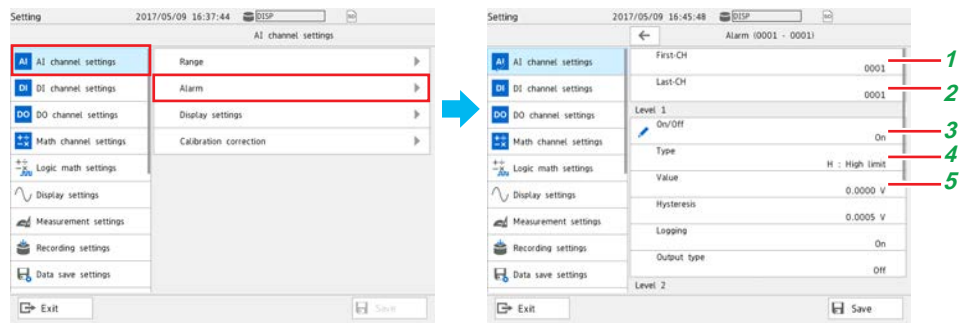 Setting 2017/05/09 16:37:44 DISP
AI channel settings
AI AI channel settings
DI DI channel settings
DO DO channel settings
Math channel settings
Logic math settings
Display settings
Measurement settings
Recording settings
Data save settings
Range
Alarm
Display settings
Calibration correction
Exit
Save
Setting 2017/05/09 16:45:48 DISP
Alarm (0001 - 0001)
AI AI channel settings
DI DI channel settings
DO DO channel settings
Math channel settings
Logic math settings
Display settings
Measurement settings
Recording settings
Data save settings
First-CH
0001
1
Last-CH
0001
2
Level 1
On/Off
On
3
Type
H : High limit
4
Value
0.0000 V
5
Hysteresis
0.0005 V
Logging
On
Output type
Off
Level 2
Exit
Save